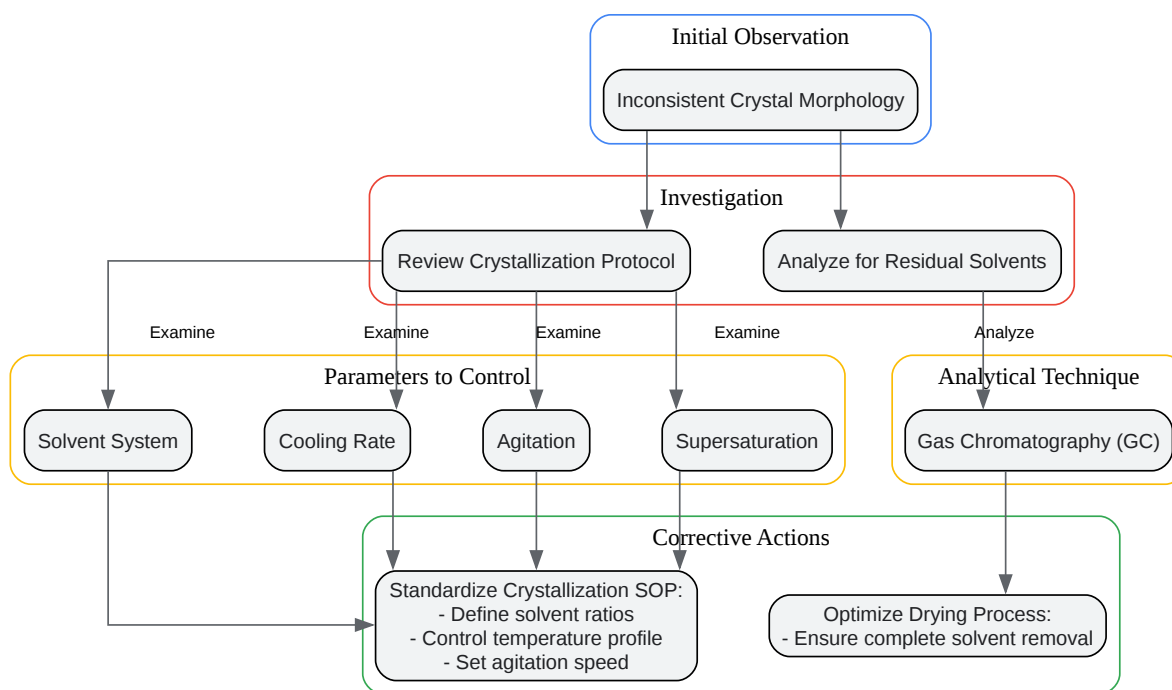 Initial Observation
Inconsistent Crystal Morphology
Investigation
Review Crystallization Protocol
Analyze for Residual Solvents
Examine
Examine
Examine
Examine
Analyze
Parameters to Control
Analytical Technique
Solvent System
Cooling Rate
Agitation
Supersaturation
Gas Chromatography (GC)
Corrective Actions
Standardize Crystallization SOP:
- Define solvent ratios
- Control temperature profile
- Set agitation speed
Optimize Drying Process:
- Ensure complete solvent removal